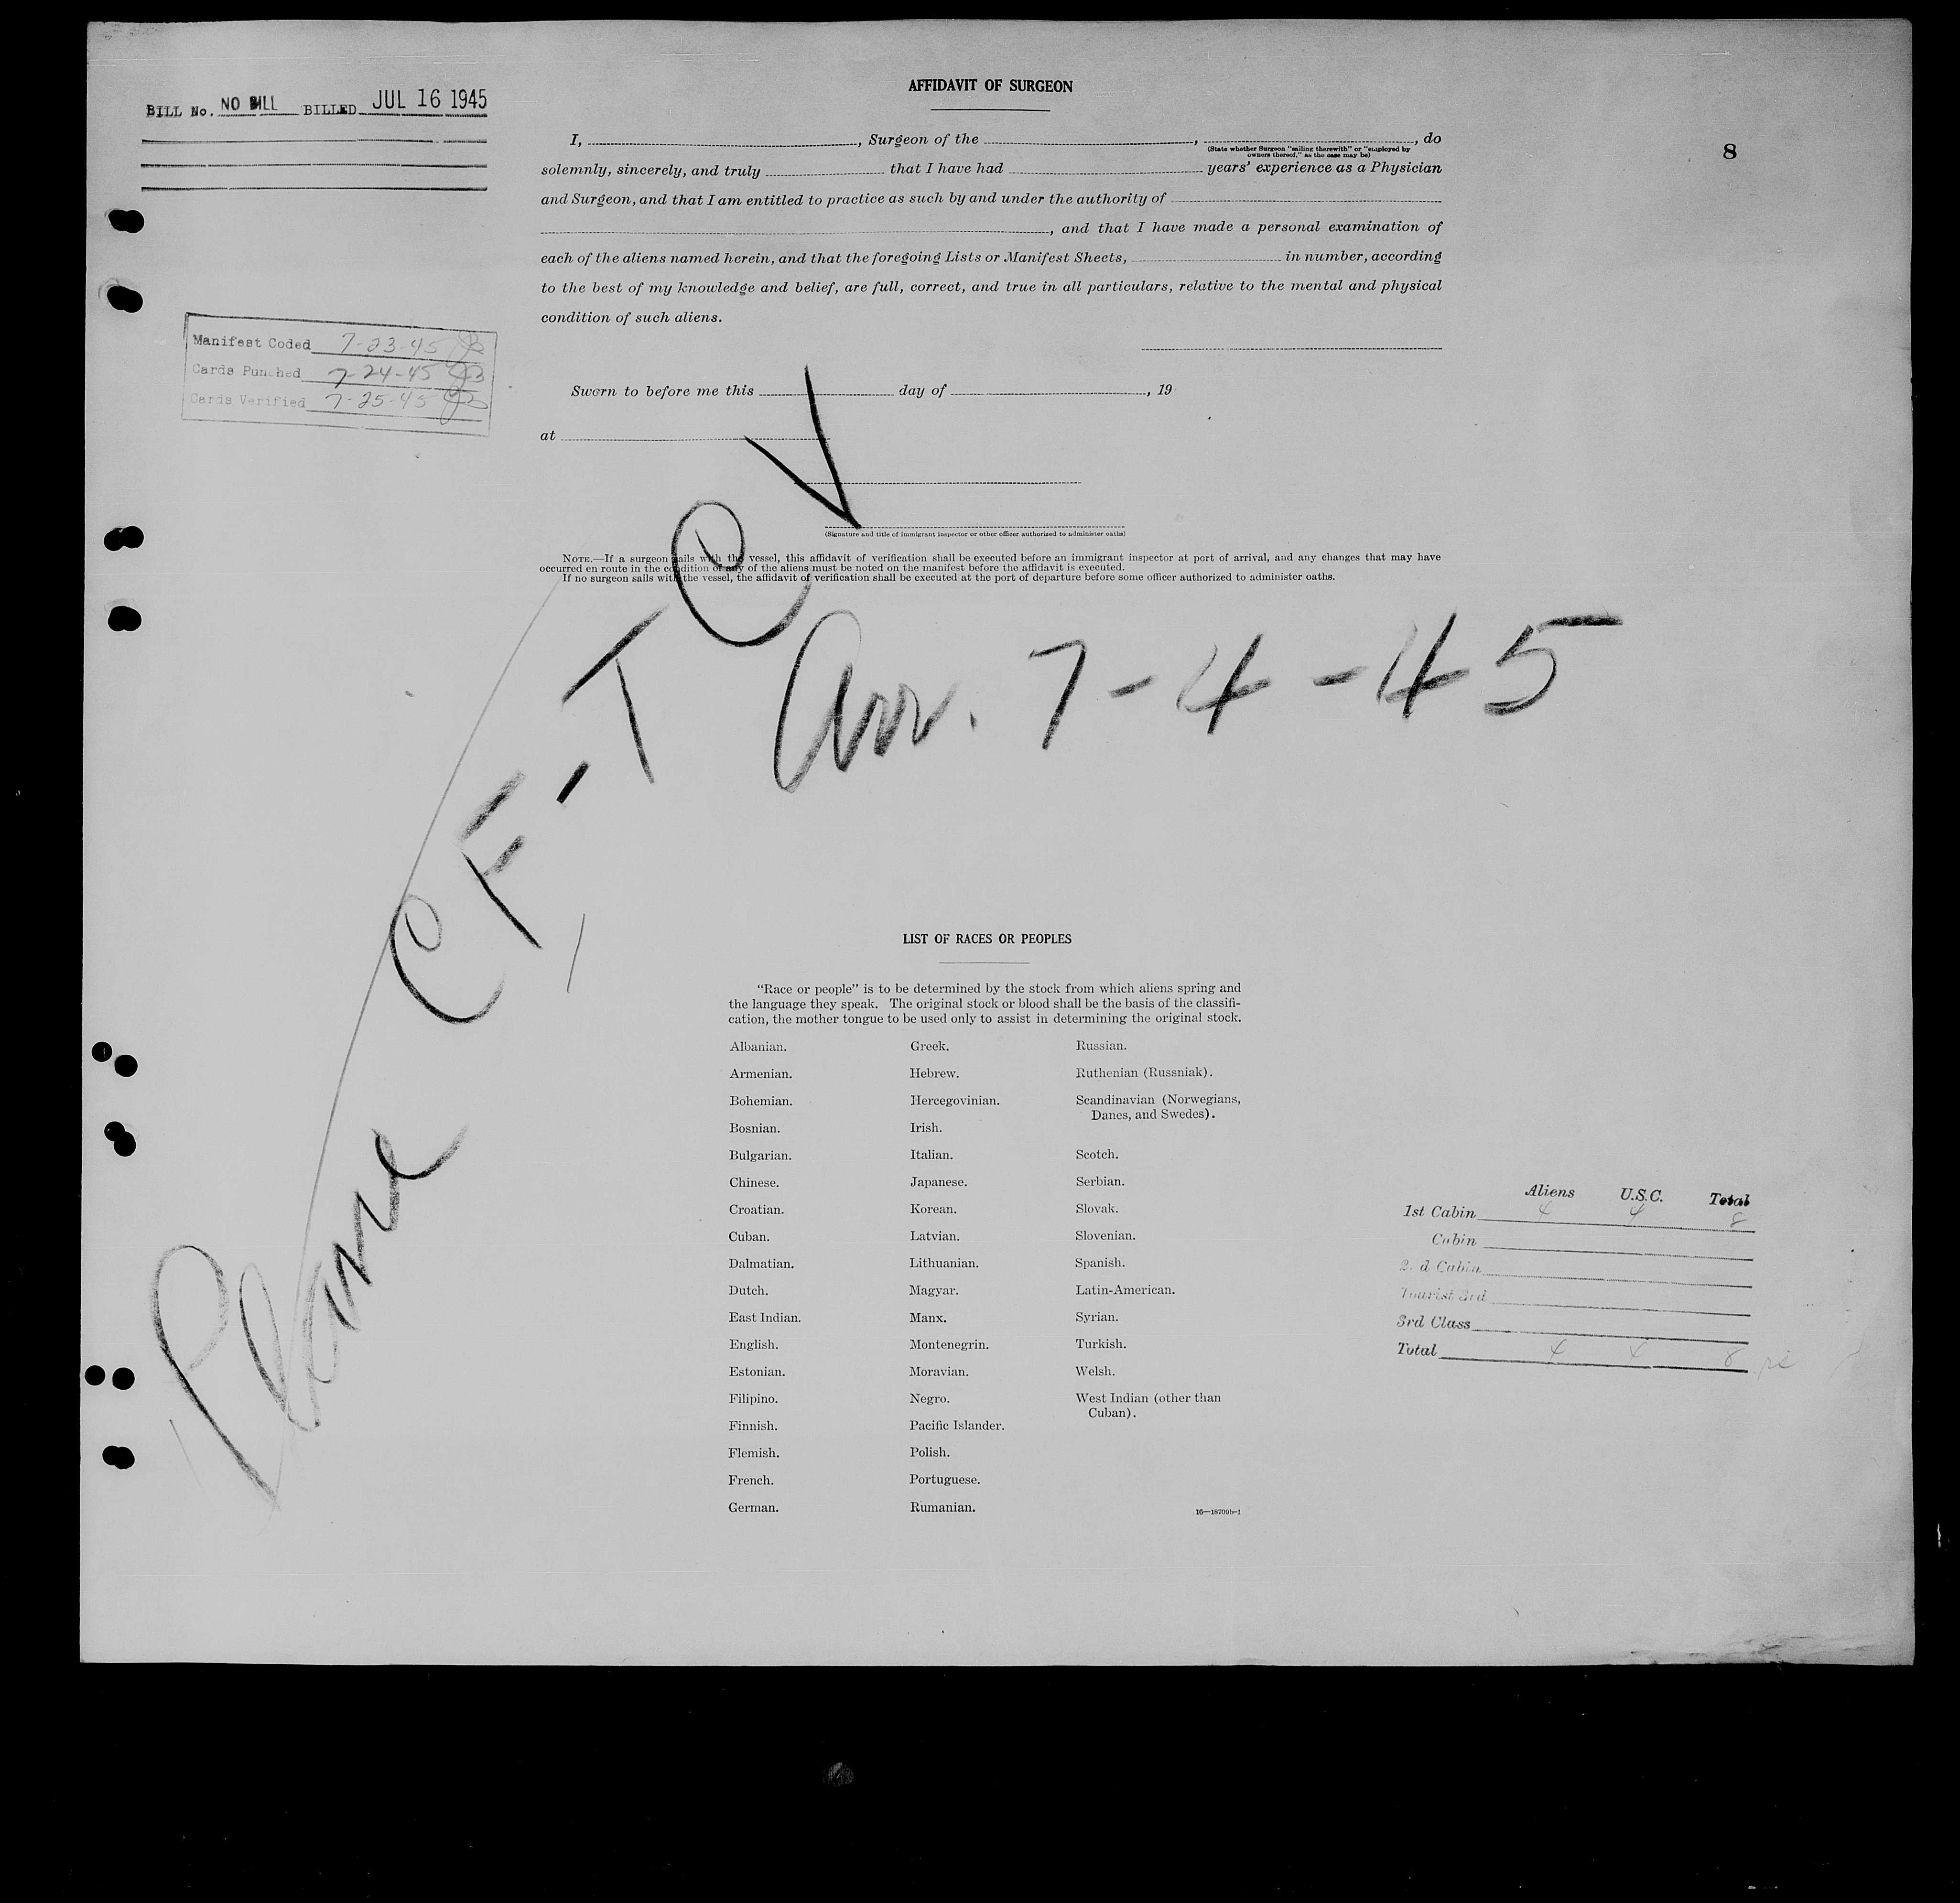 BILL No. NO BILL BILLED JUL 16 1945
8
Manifest Coded 7-23-45
Cards Punched 7-24-45
Cards Verified 7-25-45
AFFIDAVIT OF SURGEON
I, , Surgeon of the , , do
(State whether Surgeon "sailing therewith" or "employed by
owners thereof," as the case may be)
solemnly, sincerely, and truly that I have had years' experience as a Physician
and Surgeon, and that I am entitled to practice as such by and under the authority of
, and that I have made a personal examination of
each of the aliens named herein, and that the foregoing Lists or Manifest Sheets, in number, according
to the best of my knowledge and belief, are full, correct, and true in all particulars, relative to the mental and physical
condition of such aliens.
Sworn to before me this day of , 19
at
(Signature and title of immigrant inspector or other officer authorized to administer oaths)
NOTE.—If a surgeon sails with the vessel, this affidavit of verification shall be executed before an immigrant inspector at port of arrival, and any changes that may have
occurred en route in the condition of any of the aliens must be noted on the manifest before the affidavit is executed.
If no surgeon sails with the vessel, the affidavit of verification shall be executed at the port of departure before some officer authorized to administer oaths.
Plane CF-TCV
Arr. 7-4-45
LIST OF RACES OR PEOPLES
"Race or people" is to be determined by the stock from which aliens spring and
the language they speak. The original stock or blood shall be the basis of the classifi-
cation, the mother tongue to be used only to assist in determining the original stock.
Albanian.
Armenian.
Bohemian.
Bosnian.
Bulgarian.
Chinese.
Croatian.
Cuban.
Dalmatian.
Dutch.
East Indian.
English.
Estonian.
Filipino.
Finnish.
Flemish.
French.
German.
Greek.
Hebrew.
Hercegovinian.
Irish.
Italian.
Japanese.
Korean.
Latvian.
Lithuanian.
Magyar.
Manx.
Montenegrin.
Moravian.
Negro.
Pacific Islander.
Polish.
Portuguese.
Rumanian.
Russian.
Ruthenian (Russniak).
Scandinavian (Norwegians,
Danes, and Swedes).
Scotch.
Serbian.
Slovak.
Slovenian.
Spanish.
Latin-American.
Syrian.
Turkish.
Welsh.
West Indian (other than
Cuban).
16—18709b-1
Aliens U.S.C. Total
1st Cabin 4 4 8
Cabin
2nd Cabin
Tourist 3rd
3rd Class
Total 4 4 8